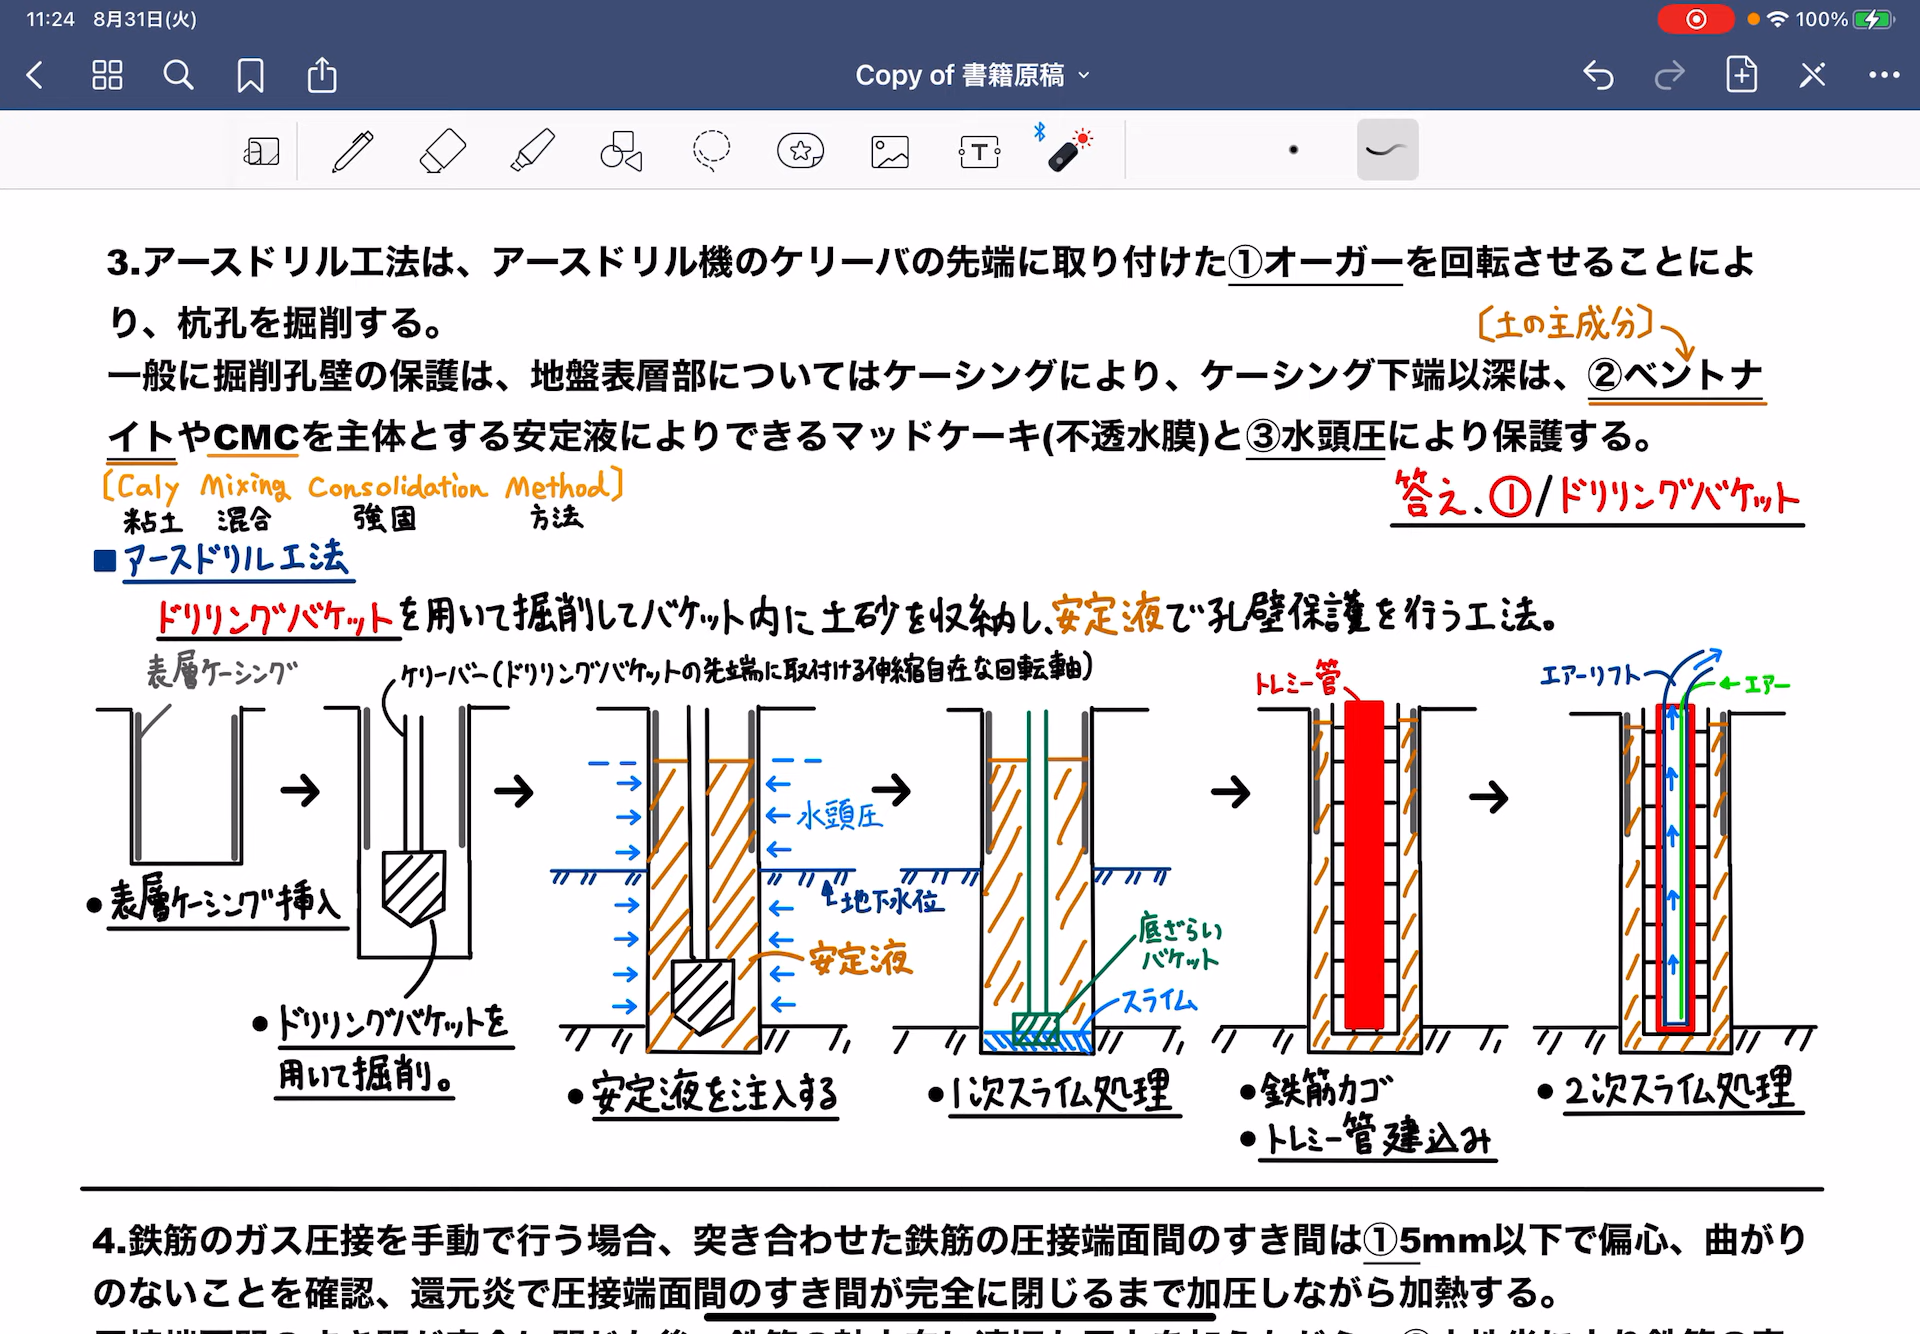 11:24 8月31日(火)
100%
Copy of 書籍原稿
3.アースドリル工法は、アースドリル機のケリーバの先端に取り付けた①オーガーを回転させることによ
り、杭孔を掘削する。
〔土の主成分〕
一般に掘削孔壁の保護は、地盤表層部についてはケーシングにより、ケーシング下端以深は、②ベントナ
イトやCMCを主体とする安定液によりできるマッドケーキ(不透水膜)と③水頭圧により保護する。
〔Caly Mixing Consolidation Method〕
粘土 混合 強固 方法
答え、①/ドリリングバケット
■アースドリル工法
ドリリングバケットを用いて掘削してバケット内に土砂を収納し、安定液で孔壁保護を行う工法。
表層ケーシング
ケリーバー(ドリリングバケットの先端に取付ける伸縮自在な回転軸)
トレミー管
エアーリフト
エアー
水頭圧
地下水位
安定液
底ざらい
バケット
スライム
•表層ケーシング挿入
•ドリリングバケットを
用いて掘削。
•安定液を注入する
•1次スライム処理
•鉄筋カゴ
•トレミー管建込み
•2次スライム処理
4.鉄筋のガス圧接を手動で行う場合、突き合わせた鉄筋の圧接端面間のすき間は①5mm以下で偏心、曲がり
のないことを確認、還元炎で圧接端面間のすき間が完全に閉じるまで加圧しながら加熱する。